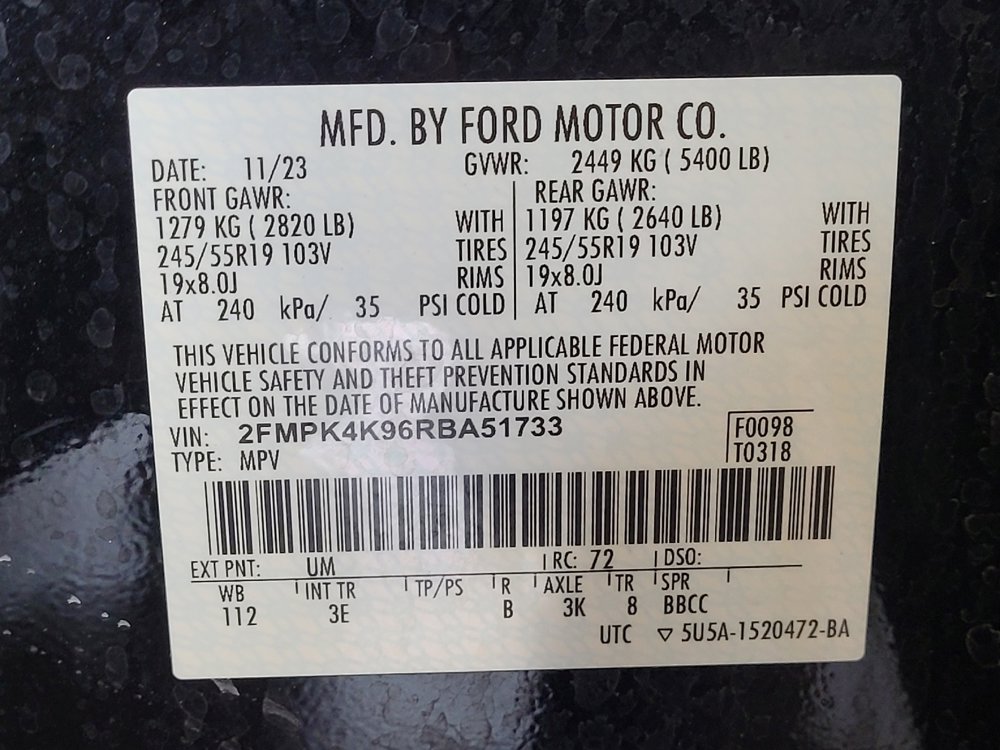 MFD. BY FORD MOTOR CO.
DATE: 11/23 GVWR: 2449 KG ( 5400 LB)
FRONT GAWR: REAR GAWR:
1279 KG ( 2820 LB) WITH 1197 KG ( 2640 LB) WITH
245/55R19 103V TIRES 245/55R19 103V TIRES
19x8.0J RIMS 19x8.0J RIMS
AT 240 kPa/ 35 PSI COLD AT 240 kPa/ 35 PSI COLD
THIS VEHICLE CONFORMS TO ALL APPLICABLE FEDERAL MOTOR
VEHICLE SAFETY AND THEFT PREVENTION STANDARDS IN
EFFECT ON THE DATE OF MANUFACTURE SHOWN ABOVE.
VIN: 2FMPK4K96RBA51733 F0098
TYPE: MPV T0318
EXT PNT: UM RC: 72 DSO:
WB INT TR TP/PS R AXLE TR SPR
112 3E B 3K 8 BBCC
UTC ▽ 5U5A-1520472-BA